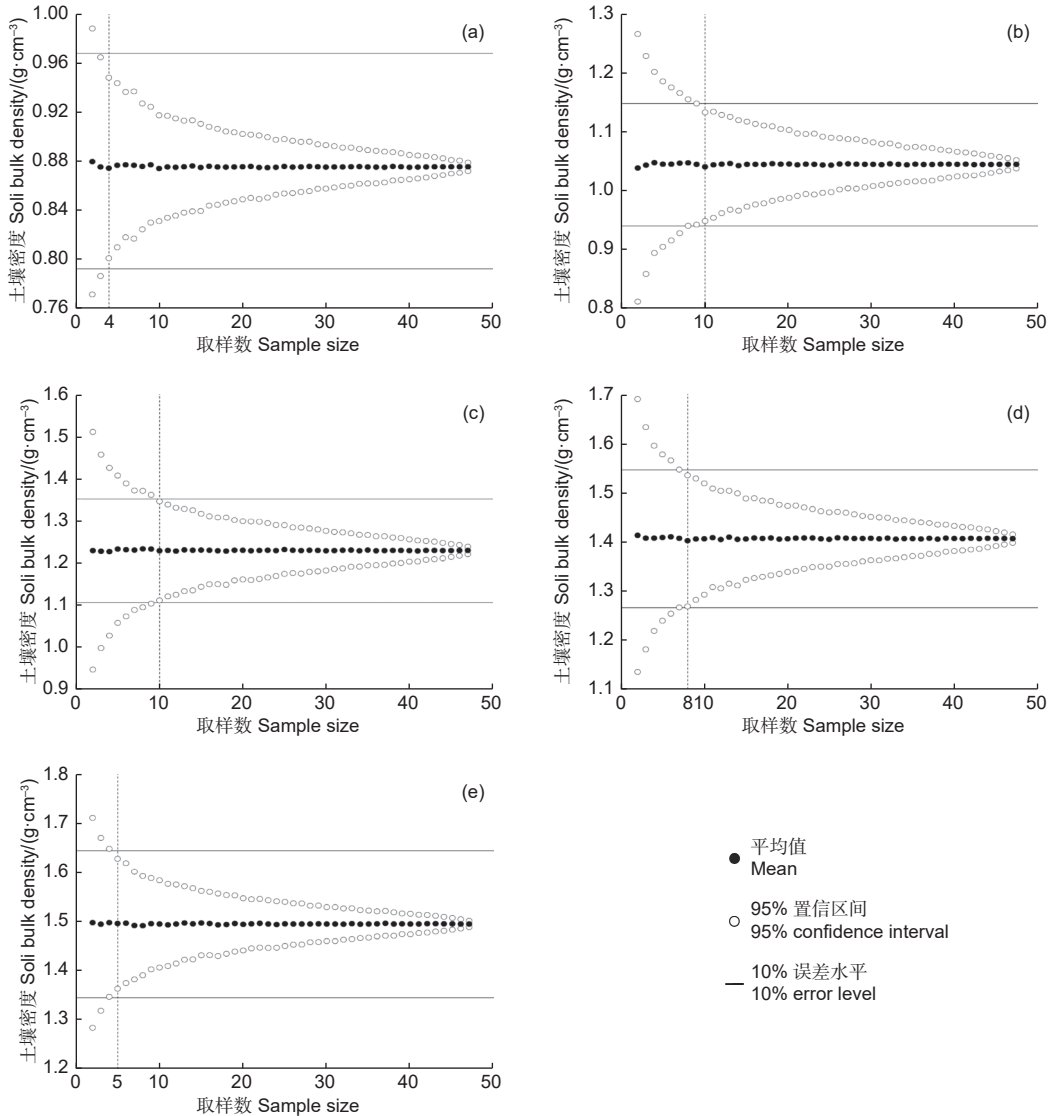 1.00
0.96
0.92
0.88
0.84
0.80
0.76
土壤密度 Soli bulk density/(g·cm⁻³)
(a)
0 4 10 20 30 40 50
取样数 Sample size
1.3
1.2
1.1
1.0
0.9
0.8
土壤密度 Soli bulk density/(g·cm⁻³)
(b)
0 10 20 30 40 50
取样数 Sample size
1.6
1.5
1.4
1.3
1.2
1.1
1.0
0.9
土壤密度 Soli bulk density/(g·cm⁻³)
(c)
0 10 20 30 40 50
取样数 Sample size
1.7
1.6
1.5
1.4
1.3
1.2
1.1
土壤密度 Soli bulk density/(g·cm⁻³)
(d)
0 8 10 20 30 40 50
取样数 Sample size
1.8
1.7
1.6
1.5
1.4
1.3
1.2
土壤密度 Soli bulk density/(g·cm⁻³)
(e)
0 5 10 20 30 40 50
取样数 Sample size
平均值
Mean
95% 置信区间
95% confidence interval
10% 误差水平
10% error level